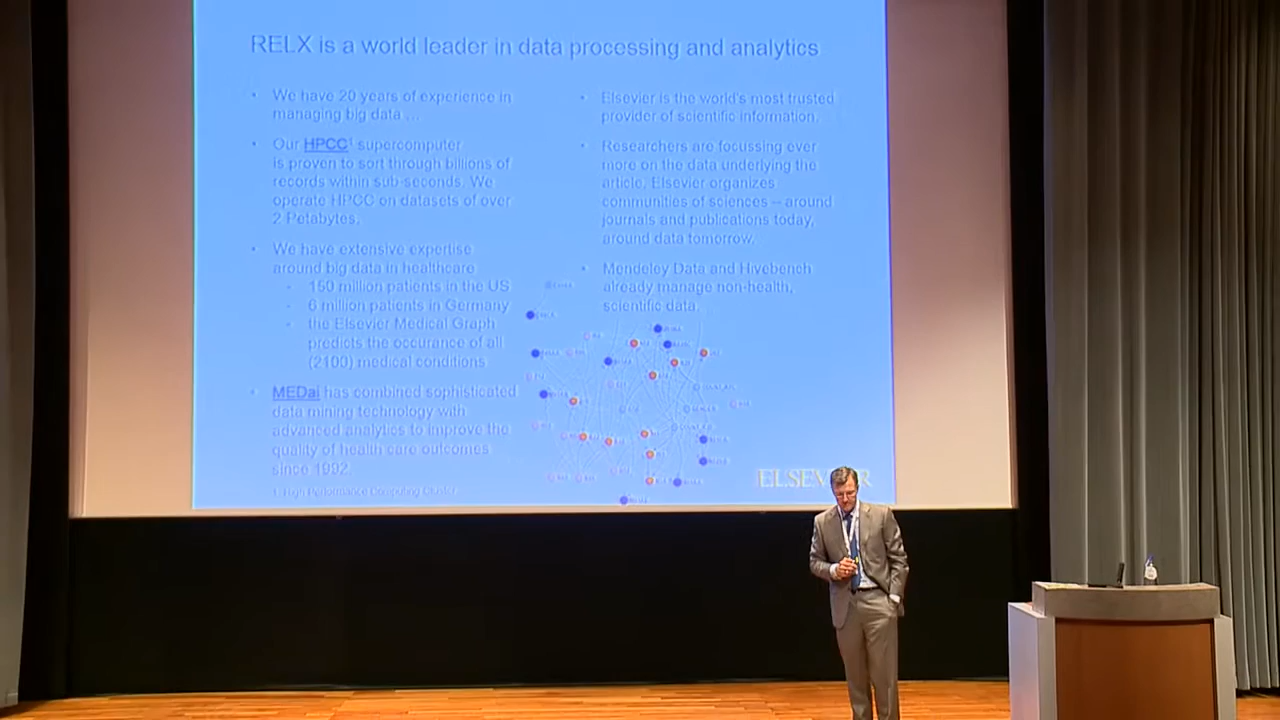 RELX is a world leader in data processing and analytics
• We have 20 years of experience in
managing big data ...
• Our HPCC¹ supercomputer
is proven to sort through billions of
records within sub-seconds. We
operate HPCC on datasets of over
2 Petabytes.
• We have extensive expertise
around big data in healthcare
- 150 million patients in the US
- 6 million patients in Germany
- the Elsevier Medical Graph
predicts the occurance of all
(2100) medical conditions
• MEDai has combined sophisticated
data mining technology with
advanced analytics to improve the
quality of health care outcomes
since 1992.
1. High Performance Computing Cluster
• Elsevier is the world's most trusted
provider of scientific information.
• Researchers are focussing ever
more on the data underlying the
article. Elsevier organizes
communities of sciences – around
journals and publications today,
around data tomorrow.
• Mendeley Data and Hivebench
already manage non-health,
scientific data.
ELSEVIER